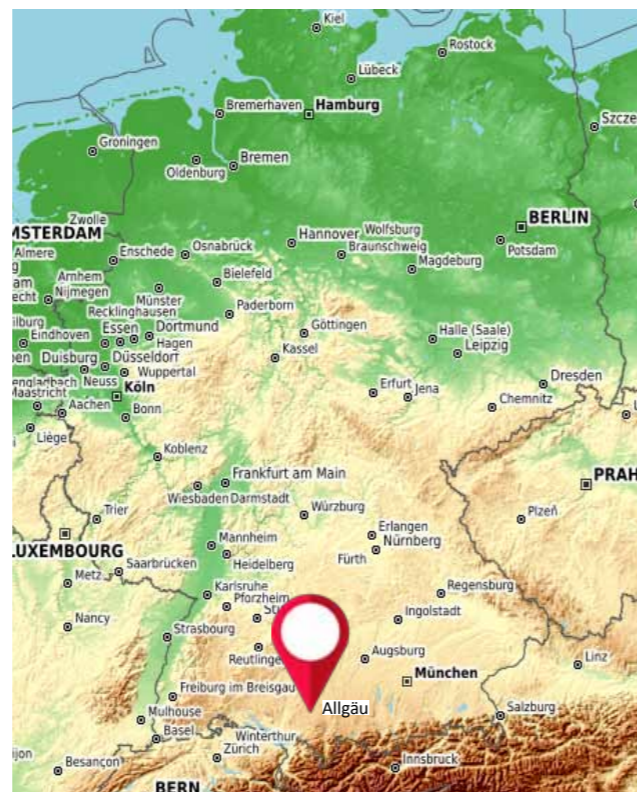 Kiel
Rostock
Lübeck
Bremerhaven
Hamburg
Szcze
Groningen
Oldenburg
Bremen
Zwolle
MSTERDAM
Almere
Enschede
Osnabrück
Hannover
Wolfsburg
Braunschweig
BERLIN
Potsdam
Magdeburg
Arnhem
Nijmegen
Bielefeld
Münster
Recklinghausen
Paderborn
Eindhoven
Essen
Dortmund
Hagen
Göttingen
Halle (Saale)
Leipzig
Duisburg
Düsseldorf
Wuppertal
Kassel
Neuss
Köln
Maastricht
Aachen
Bonn
Erfurt
Jena
Dresden
Chemnitz
Liège
Koblenz
Frankfurt am Main
Wiesbaden
Darmstadt
PRAH
Trier
Würzburg
Plzeň
LUXEMBOURG
Mannheim
Erlangen
Nürnberg
Fürth
Heidelberg
Metz
Saarbrücken
Karlsruhe
Pforzheim
Regensburg
Nancy
Ingolstadt
Strasbourg
Reutlinge
Augsburg
Linz
München
Freiburg im Breisgau
Allgäu
Mulhouse
Salzburg
Basel
Winterthur
Zürich
Besançon
Innsbruck
BERN